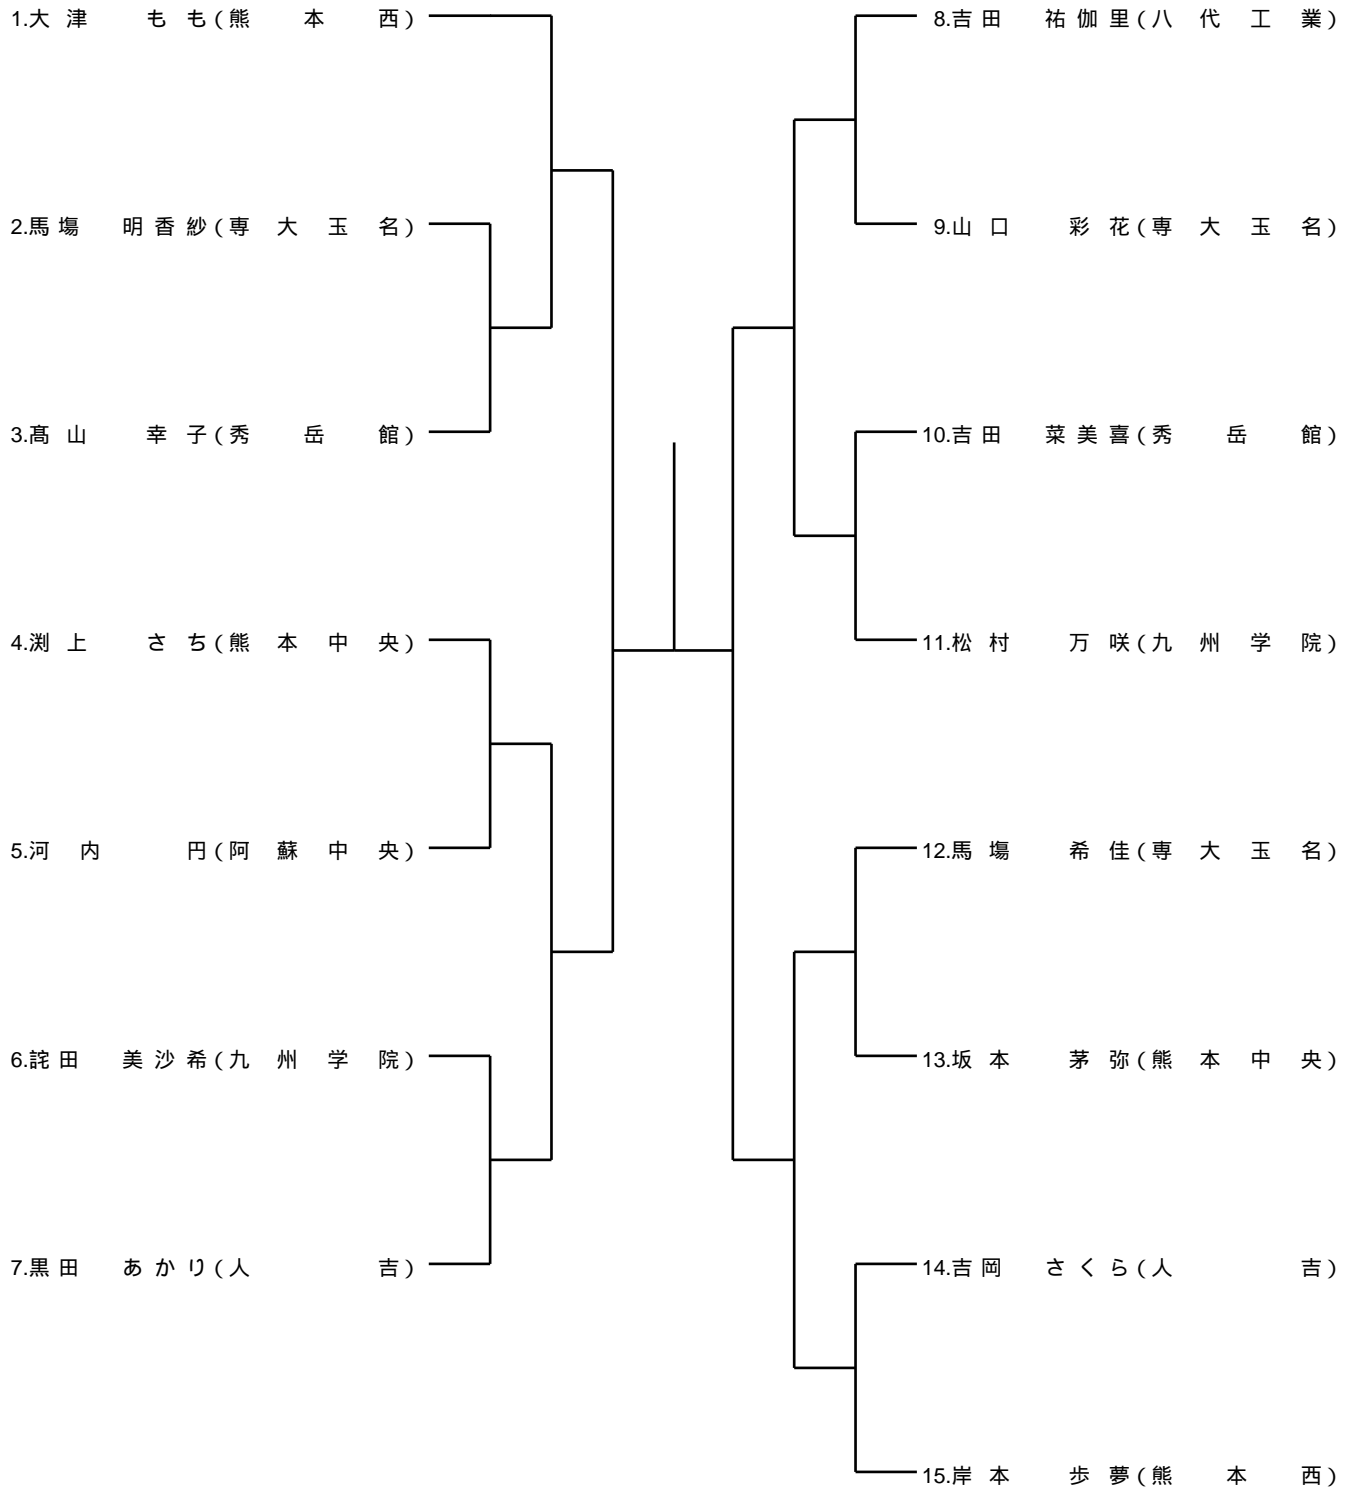 1.大津 もも(熊本西)
2.馬塲 明香紗(専大玉名)
3.髙山 幸子(秀岳館)
4.渕上 さち(熊本中央)
5.河内 円(阿蘇中央)
6.詫田 美沙希(九州学院)
7.黒田 あかり(人吉)
8.吉田 祐伽里(八代工業)
9.山口 彩花(専大玉名)
10.吉田 菜美喜(秀岳館)
11.松村 万咲(九州学院)
12.馬塲 希佳(専大玉名)
13.坂本 茅弥(熊本中央)
14.吉岡 さくら(人吉)
15.岸本 歩夢(熊本西)